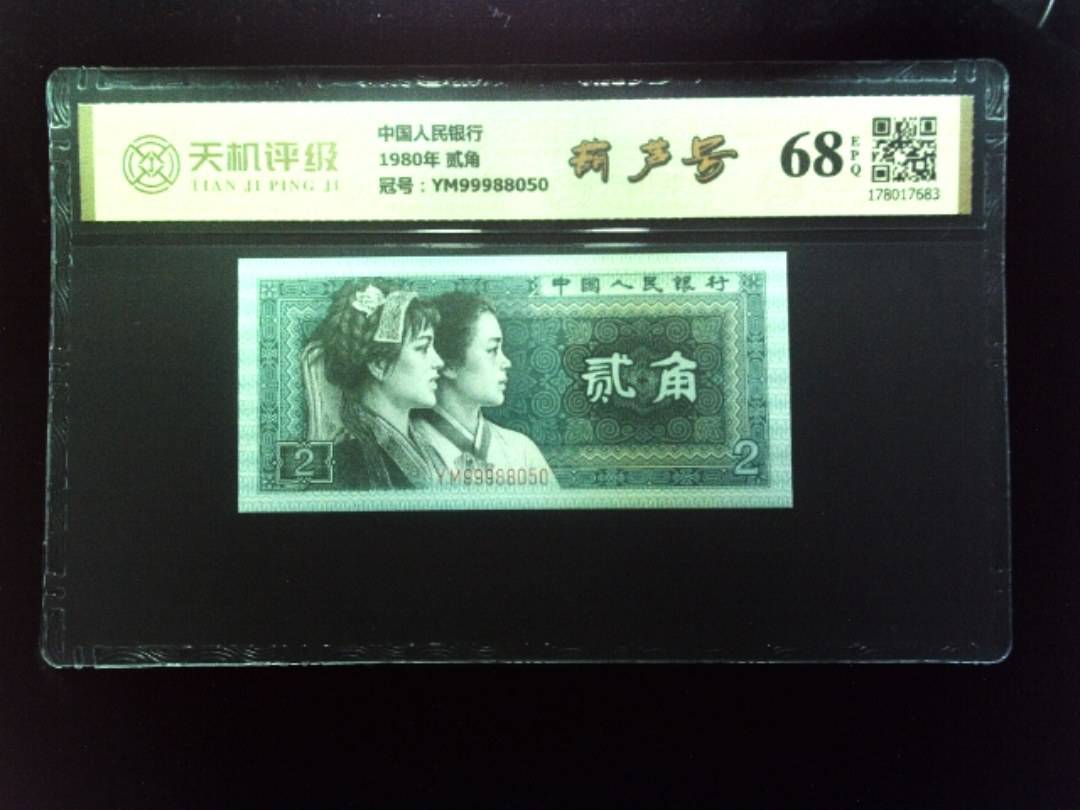 天机评级
TIAN JI PING JI
中国人民银行
1980年 贰角
冠号：YM99988050
葫芦号
68
EPQ
178017683
中国人民银行
贰角
2
2
YM99988050